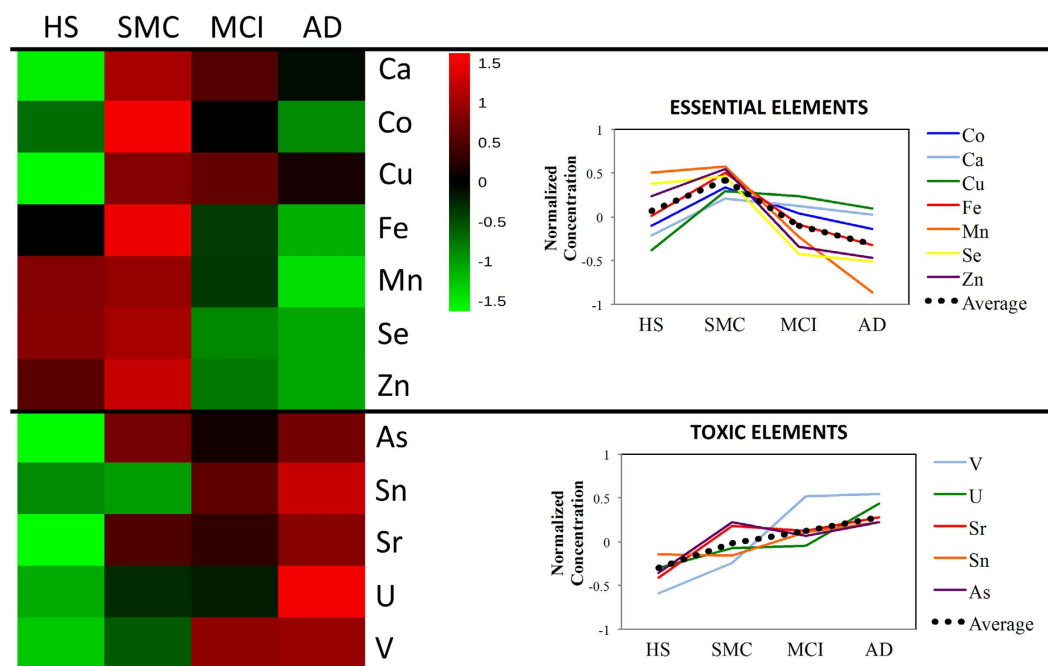 HS SMC MCI AD
Ca
Co
Cu
Fe
Mn
Se
Zn
As
Sn
Sr
U
V
1.5
1
0.5
0
-0.5
-1
-1.5
ESSENTIAL ELEMENTS
Normalized
Concentration
1
0.5
0
-0.5
-1
HS SMC MCI AD
Co
Ca
Cu
Fe
Mn
Se
Zn
Average
TOXIC ELEMENTS
Normalized
Concentration
1
0.5
0
-0.5
-1
HS SMC MCI AD
V
U
Sr
Sn
As
Average